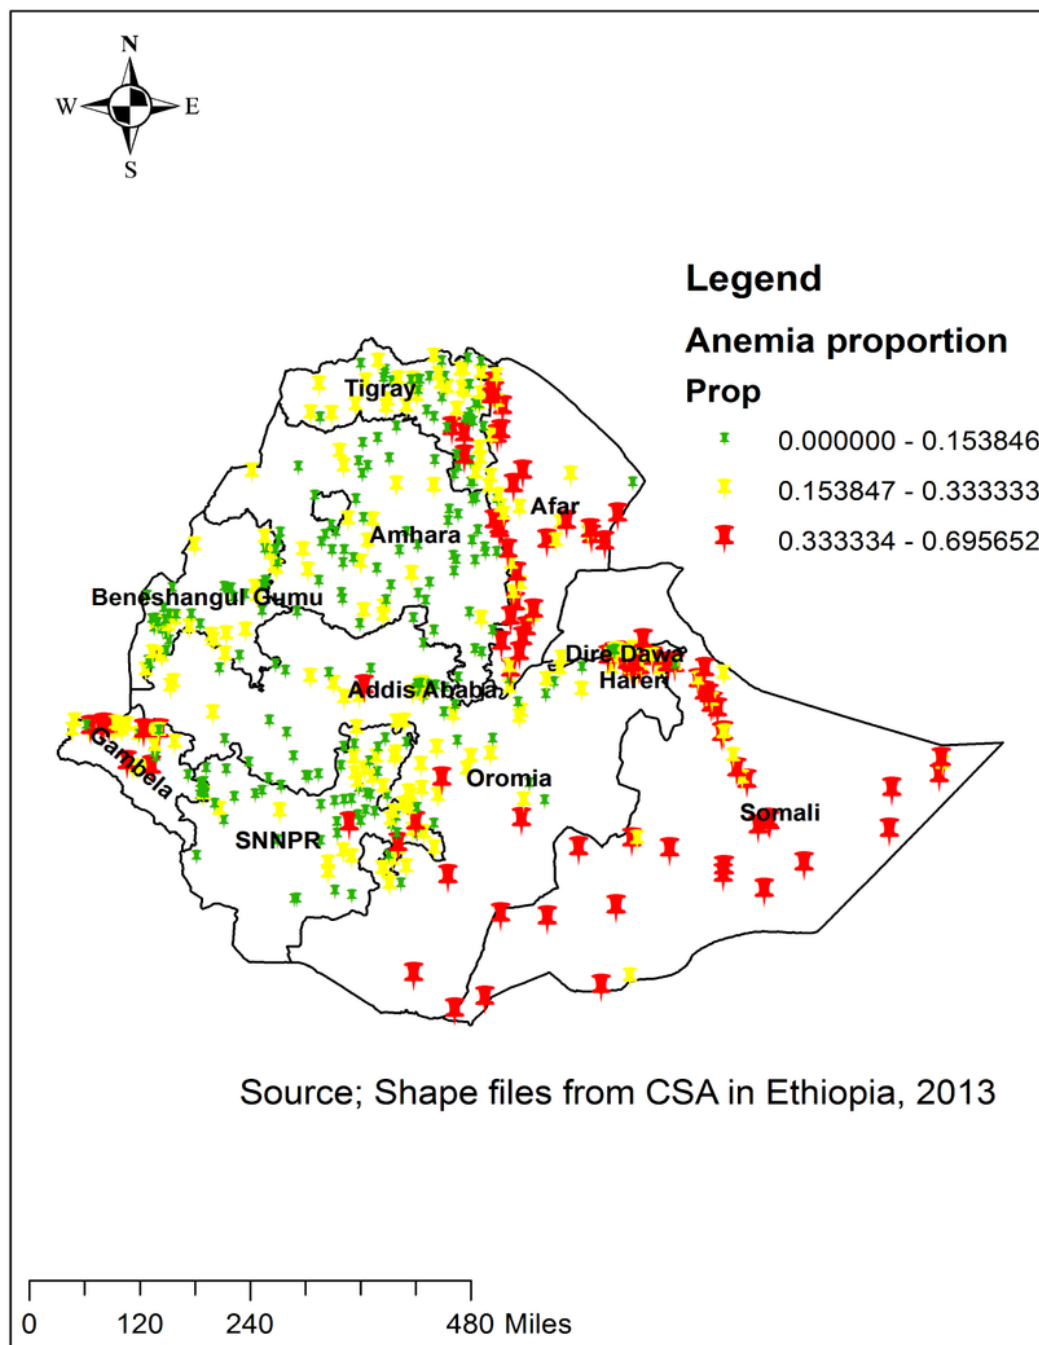 N
W E
S
Legend
Anemia proportion
Prop
0.000000 - 0.153846
0.153847 - 0.333333
0.333334 - 0.695652
Tigray
Afar
Amhara
Beneshangul Gumu
Dire Dawa
Hareri
Addis Ababa
Gambela
Oromia
Somali
SNNPR
Source; Shape files from CSA in Ethiopia, 2013
0 120 240 480 Miles